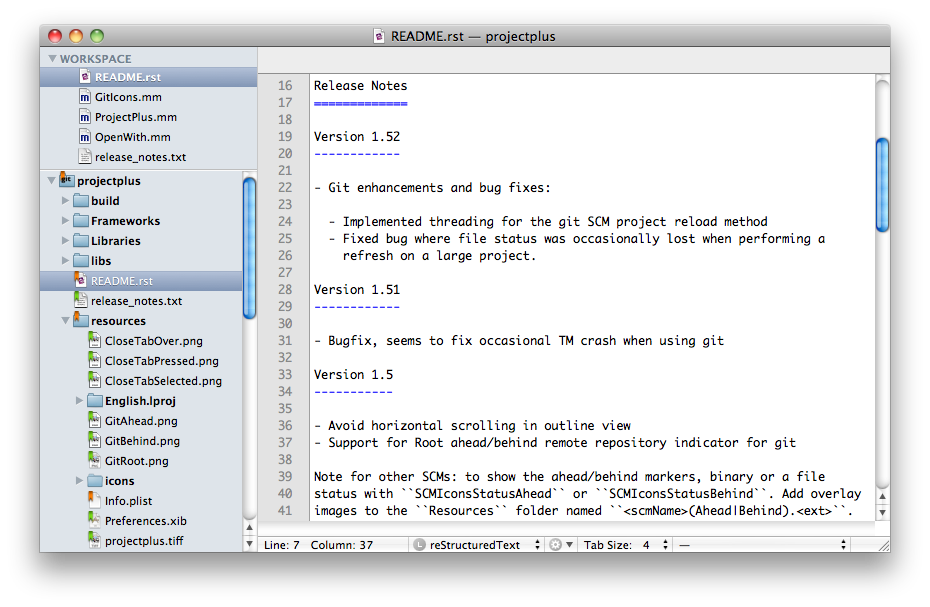 README.rst — projectplus
WORKSPACE
README.rst
GitIcons.mm
ProjectPlus.mm
OpenWith.mm
release_notes.txt
projectplus
build
Frameworks
Libraries
libs
README.rst
release_notes.txt
resources
CloseTabOver.png
CloseTabPressed.png
CloseTabSelected.png
English.lproj
GitAhead.png
GitBehind.png
GitRoot.png
icons
Info.plist
Preferences.xib
projectplus.tiff
16 Release Notes
17 =============
18
19 Version 1.52
20 ------------
21
22 - Git enhancements and bug fixes:
23
24   - Implemented threading for the git SCM project reload method
25   - Fixed bug where file status was occasionally lost when performing a
26     refresh on a large project.
27
28 Version 1.51
29 ------------
30
31 - Bugfix, seems to fix occasional TM crash when using git
32
33 Version 1.5
34 -----------
35
36 - Avoid horizontal scrolling in outline view
37 - Support for Root ahead/behind remote repository indicator for git
38
39 Note for other SCMs: to show the ahead/behind markers, binary or a file
40 status with ``SCMIconsStatusAhead`` or ``SCMIconsStatusBehind``. Add overlay
41 images to the ``Resources`` folder named ``<scmName>(Ahead|Behind).<ext>``.
Line: 7 Column: 37 L reStructuredText Tab Size: 4 —